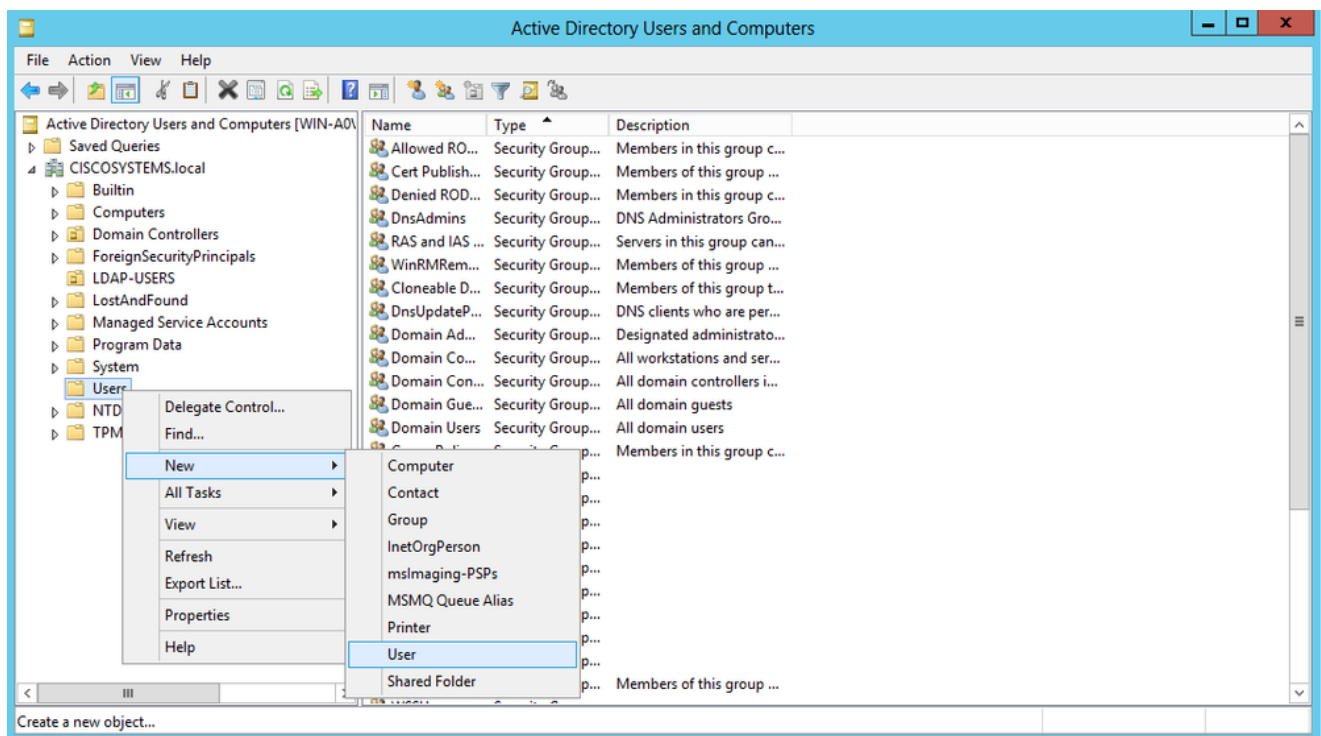 Active Directory Users and Computers
File Action View Help
Active Directory Users and Computers [WIN-A0\
Saved Queries
CISCOSYSTEMS.local
Builtin
Computers
Domain Controllers
ForeignSecurityPrincipals
LDAP-USERS
LostAndFound
Managed Service Accounts
Program Data
System
Users
NTD
TPM
Delegate Control...
Find...
New
All Tasks
View
Refresh
Export List...
Properties
Help
Computer
Contact
Group
InetOrgPerson
msImaging-PSPs
MSMQ Queue Alias
Printer
User
Shared Folder
Name Type Description
Allowed RO... Security Group... Members in this group c...
Cert Publish... Security Group... Members of this group ...
Denied ROD... Security Group... Members in this group c...
DnsAdmins Security Group... DNS Administrators Gro...
RAS and IAS ... Security Group... Servers in this group can...
WinRMRem... Security Group... Members of this group ...
Cloneable D... Security Group... Members of this group t...
DnsUpdateP... Security Group... DNS clients who are per...
Domain Ad... Security Group... Designated administrato...
Domain Co... Security Group... All workstations and ser...
Domain Con... Security Group... All domain controllers i...
Domain Gue... Security Group... All domain guests
Domain Users Security Group... All domain users
p... Members in this group c...
p...
p...
p...
p...
p...
p...
p...
p...
p...
p... Members of this group ...
Create a new object...